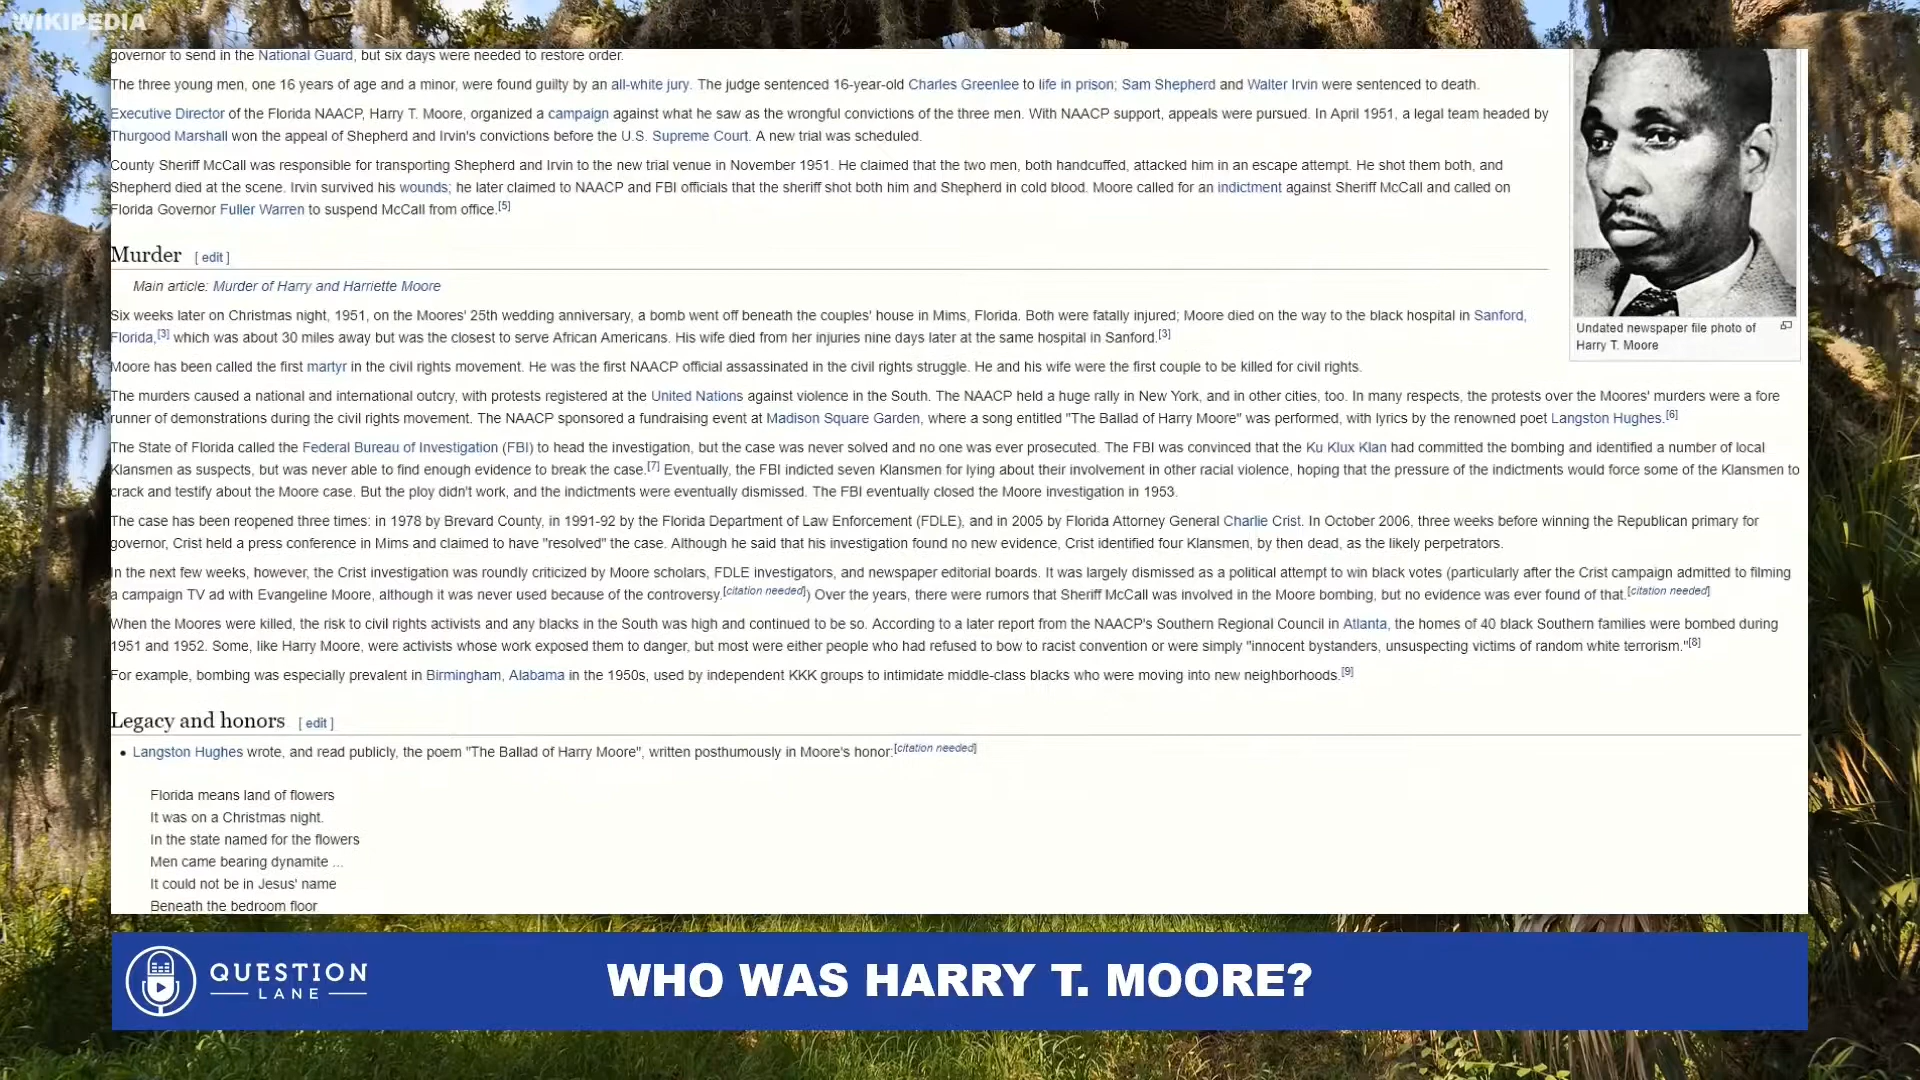 WIKIPEDIA
governor to send in the National Guard, but six days were needed to restore order.
The three young men, one 16 years of age and a minor, were found guilty by an all-white jury. The judge sentenced 16-year-old Charles Greenlee to life in prison; Sam Shepherd and Walter Irvin were sentenced to death.
Executive Director of the Florida NAACP, Harry T. Moore, organized a campaign against what he saw as the wrongful convictions of the three men. With NAACP support, appeals were pursued. In April 1951, a legal team headed by
Thurgood Marshall won the appeal of Shepherd and Irvin's convictions before the U.S. Supreme Court. A new trial was scheduled.
County Sheriff McCall was responsible for transporting Shepherd and Irvin to the new trial venue in November 1951. He claimed that the two men, both handcuffed, attacked him in an escape attempt. He shot them both, and
Shepherd died at the scene. Irvin survived his wounds; he later claimed to NAACP and FBI officials that the sheriff shot both him and Shepherd in cold blood. Moore called for an indictment against Sheriff McCall and called on
Florida Governor Fuller Warren to suspend McCall from office.[5]
Murder [ edit ]
Main article: Murder of Harry and Harriette Moore
Six weeks later on Christmas night, 1951, on the Moores' 25th wedding anniversary, a bomb went off beneath the couples' house in Mims, Florida. Both were fatally injured; Moore died on the way to the black hospital in Sanford,
Florida,[3] which was about 30 miles away but was the closest to serve African Americans. His wife died from her injuries nine days later at the same hospital in Sanford.[3]
Undated newspaper file photo of
Harry T. Moore
Moore has been called the first martyr in the civil rights movement. He was the first NAACP official assassinated in the civil rights struggle. He and his wife were the first couple to be killed for civil rights.
The murders caused a national and international outcry, with protests registered at the United Nations against violence in the South. The NAACP held a huge rally in New York, and in other cities, too. In many respects, the protests over the Moores' murders were a fore
runner of demonstrations during the civil rights movement. The NAACP sponsored a fundraising event at Madison Square Garden, where a song entitled "The Ballad of Harry Moore" was performed, with lyrics by the renowned poet Langston Hughes.[6]
The State of Florida called the Federal Bureau of Investigation (FBI) to head the investigation, but the case was never solved and no one was ever prosecuted. The FBI was convinced that the Ku Klux Klan had committed the bombing and identified a number of local
Klansmen as suspects, but was never able to find enough evidence to break the case.[7] Eventually, the FBI indicted seven Klansmen for lying about their involvement in other racial violence, hoping that the pressure of the indictments would force some of the Klansmen to
crack and testify about the Moore case. But the ploy didn't work, and the indictments were eventually dismissed. The FBI eventually closed the Moore investigation in 1953.
The case has been reopened three times: in 1978 by Brevard County, in 1991-92 by the Florida Department of Law Enforcement (FDLE), and in 2005 by Florida Attorney General Charlie Crist. In October 2006, three weeks before winning the Republican primary for
governor, Crist held a press conference in Mims and claimed to have "resolved" the case. Although he said that his investigation found no new evidence, Crist identified four Klansmen, by then dead, as the likely perpetrators.
In the next few weeks, however, the Crist investigation was roundly criticized by Moore scholars, FDLE investigators, and newspaper editorial boards. It was largely dismissed as a political attempt to win black votes (particularly after the Crist campaign admitted to filming
a campaign TV ad with Evangeline Moore, although it was never used because of the controversy.[citation needed]) Over the years, there were rumors that Sheriff McCall was involved in the Moore bombing, but no evidence was ever found of that.[citation needed]
When the Moores were killed, the risk to civil rights activists and any blacks in the South was high and continued to be so. According to a later report from the NAACP's Southern Regional Council in Atlanta, the homes of 40 black Southern families were bombed during
1951 and 1952. Some, like Harry Moore, were activists whose work exposed them to danger, but most were either people who had refused to bow to racist convention or were simply "innocent bystanders, unsuspecting victims of random white terrorism."[8]
For example, bombing was especially prevalent in Birmingham, Alabama in the 1950s, used by independent KKK groups to intimidate middle-class blacks who were moving into new neighborhoods.[9]
Legacy and honors [ edit ]
• Langston Hughes wrote, and read publicly, the poem "The Ballad of Harry Moore", written posthumously in Moore's honor:[citation needed]
Florida means land of flowers
It was on a Christmas night.
In the state named for the flowers
Men came bearing dynamite ...
It could not be in Jesus' name
Beneath the bedroom floor
QUESTION
LANE
WHO WAS HARRY T. MOORE?